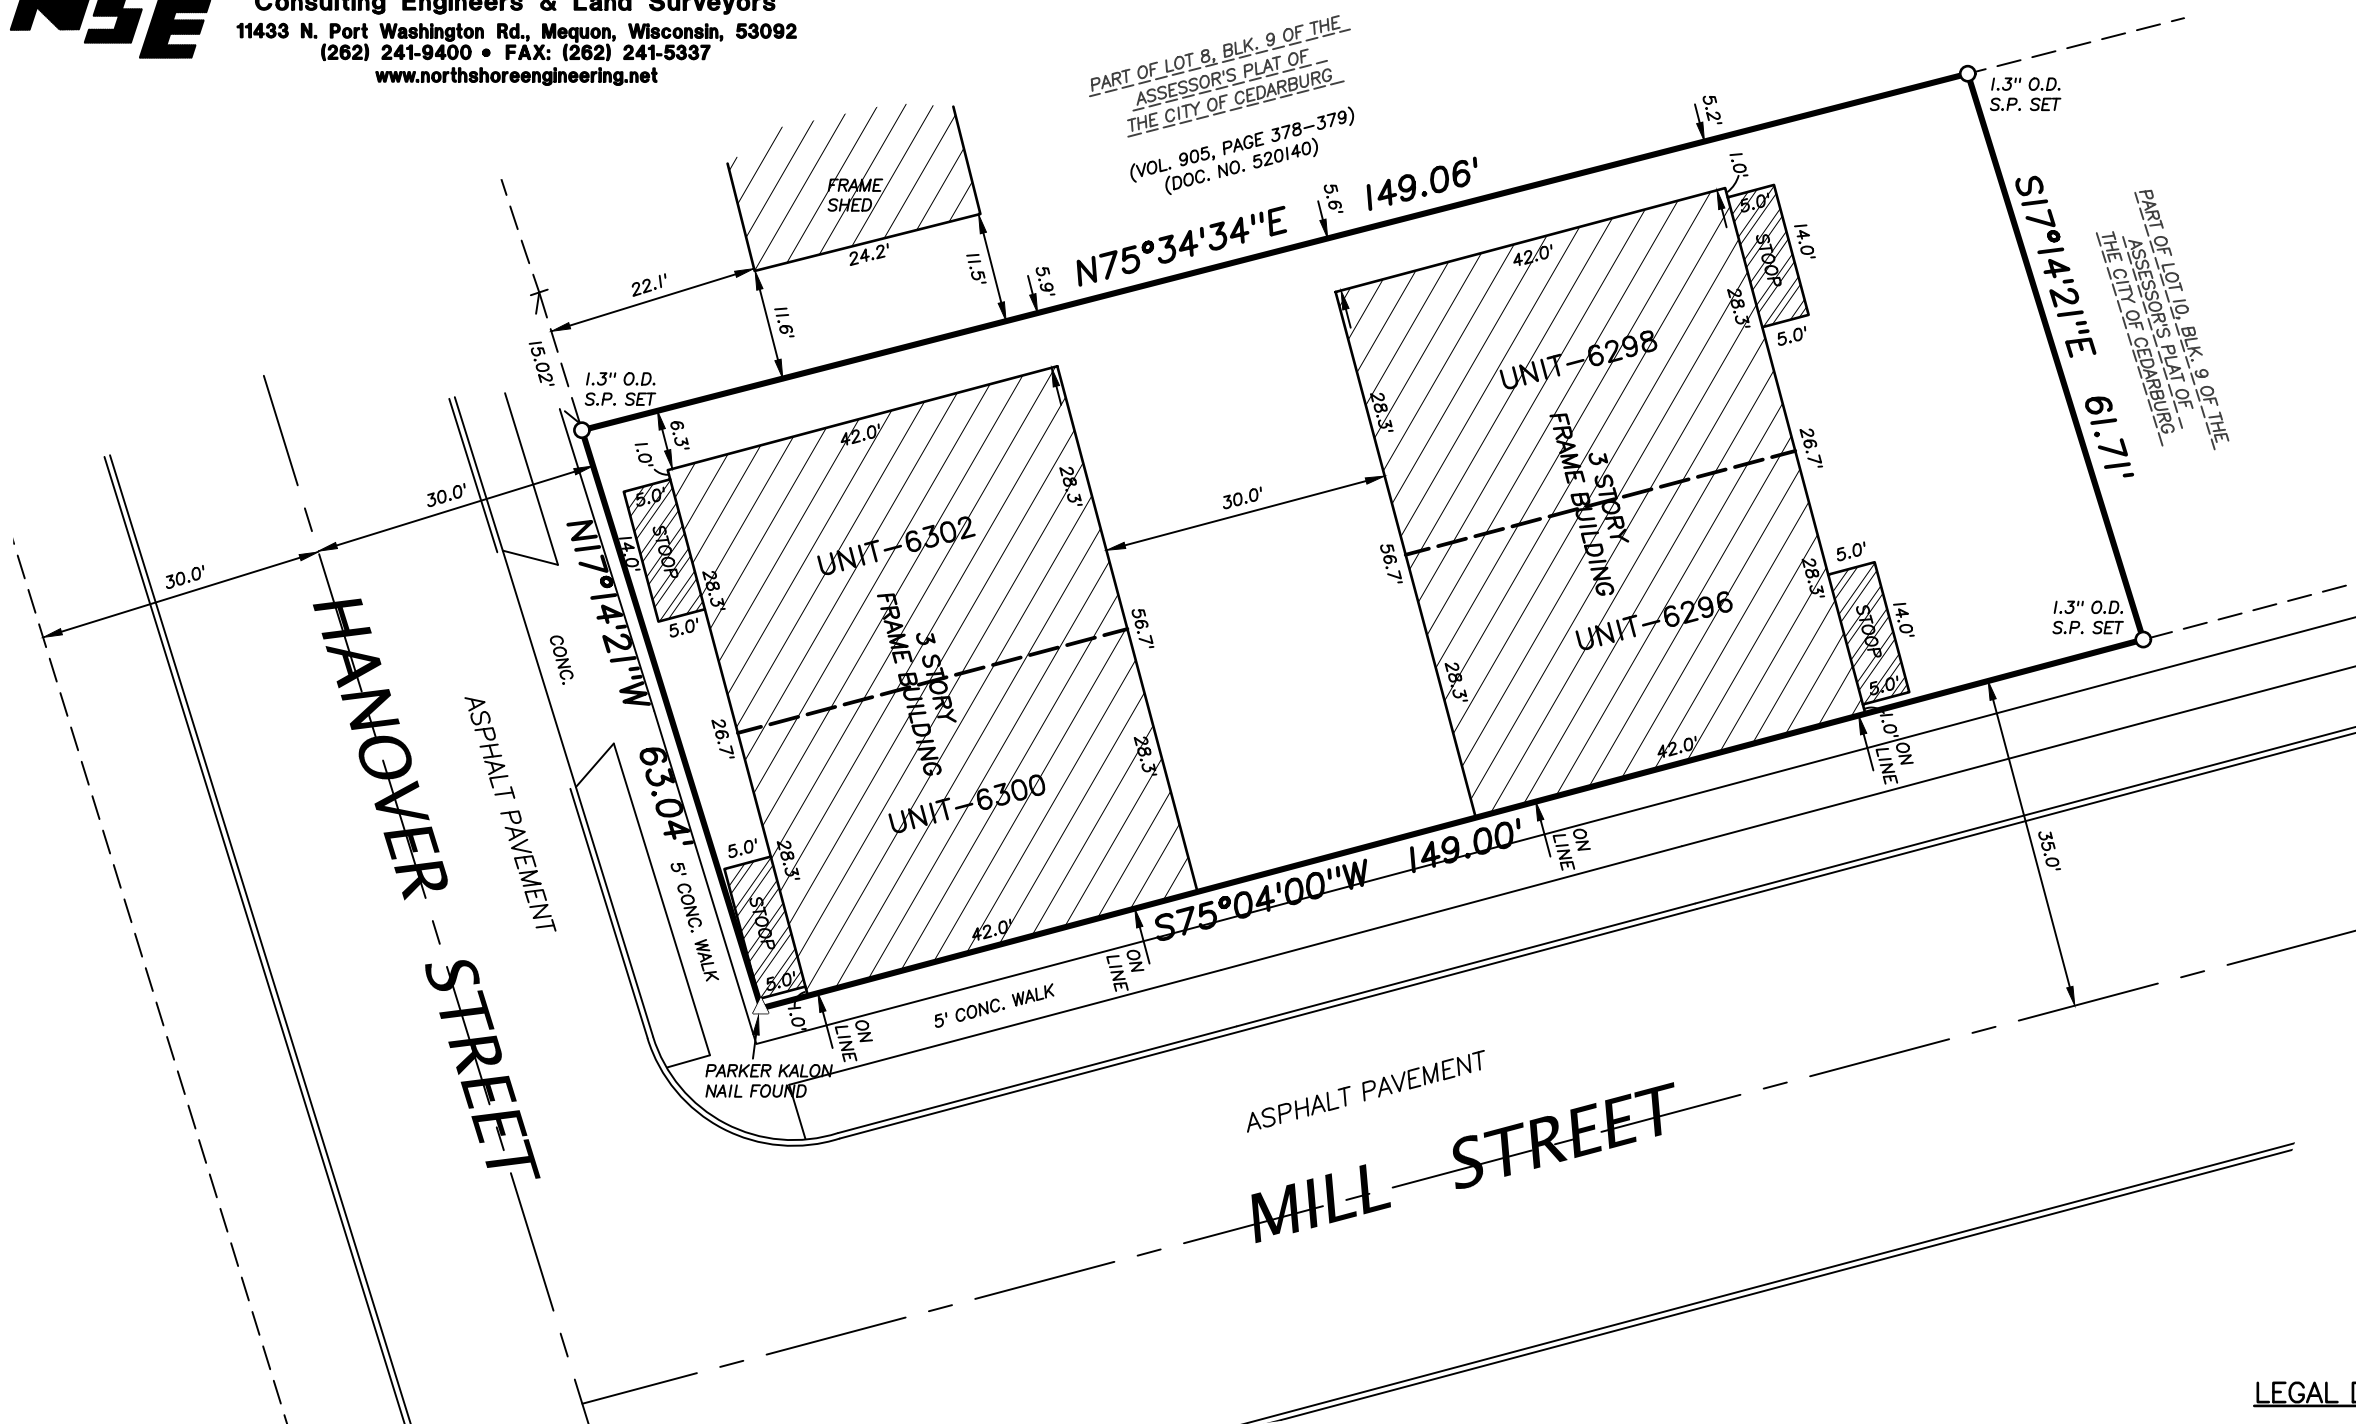 NSE
Consulting Engineers & Land Surveyors
11433 N. Port Washington Rd., Mequon, Wisconsin, 53092
(262) 241-9400 • FAX: (262) 241-5337
www.northshoreengineering.net
PART OF LOT 8, BLK. 9 OF THE
ASSESSOR'S PLAT OF
THE CITY OF CEDARBURG
(VOL. 905, PAGE 378-379)
(DOC. NO. 520140)
5.2'
1.3" O.D.
S.P. SET
FRAME
SHED
24.2'
22.1'
11.6'
11.5'
5.9'
N75°34'34"E 149.06'
5.6'
15.02'
1.3" O.D.
S.P. SET
S17°14'21"E 61.71'
PART OF LOT 10, BLK. 9 OF THE
ASSESSOR'S PLAT OF
THE CITY OF CEDARBURG
1.0'
5.0'
14.0'
STOOP
28.3'
5.0'
42.0'
UNIT-6298
28.3'
3 STORY
FRAME BUILDING
26.7'
56.7'
UNIT-6296
28.3'
28.3'
5.0'
14.0'
STOOP
5.0'
1.0'
42.0'
ON
LINE
1.3" O.D.
S.P. SET
6.3'
1.0'
5.0'
14.0'
STOOP
5.0'
28.3'
42.0'
28.3'
UNIT-6302
3 STORY
FRAME BUILDING
56.7'
26.7'
UNIT-6300
28.3'
28.3'
5.0'
STOOP
5.0'
1.0'
42.0'
ON
LINE
30.0'
30.0'
30.0'
N17°14'21"W 63.04'
CONC.
5' CONC. WALK
HANOVER STREET
ASPHALT PAVEMENT
ON
LINE
S75°04'00"W 149.00'
ON
LINE
35.0'
5' CONC. WALK
PARKER KALON
NAIL FOUND
ASPHALT PAVEMENT
MILL STREET
LEGAL